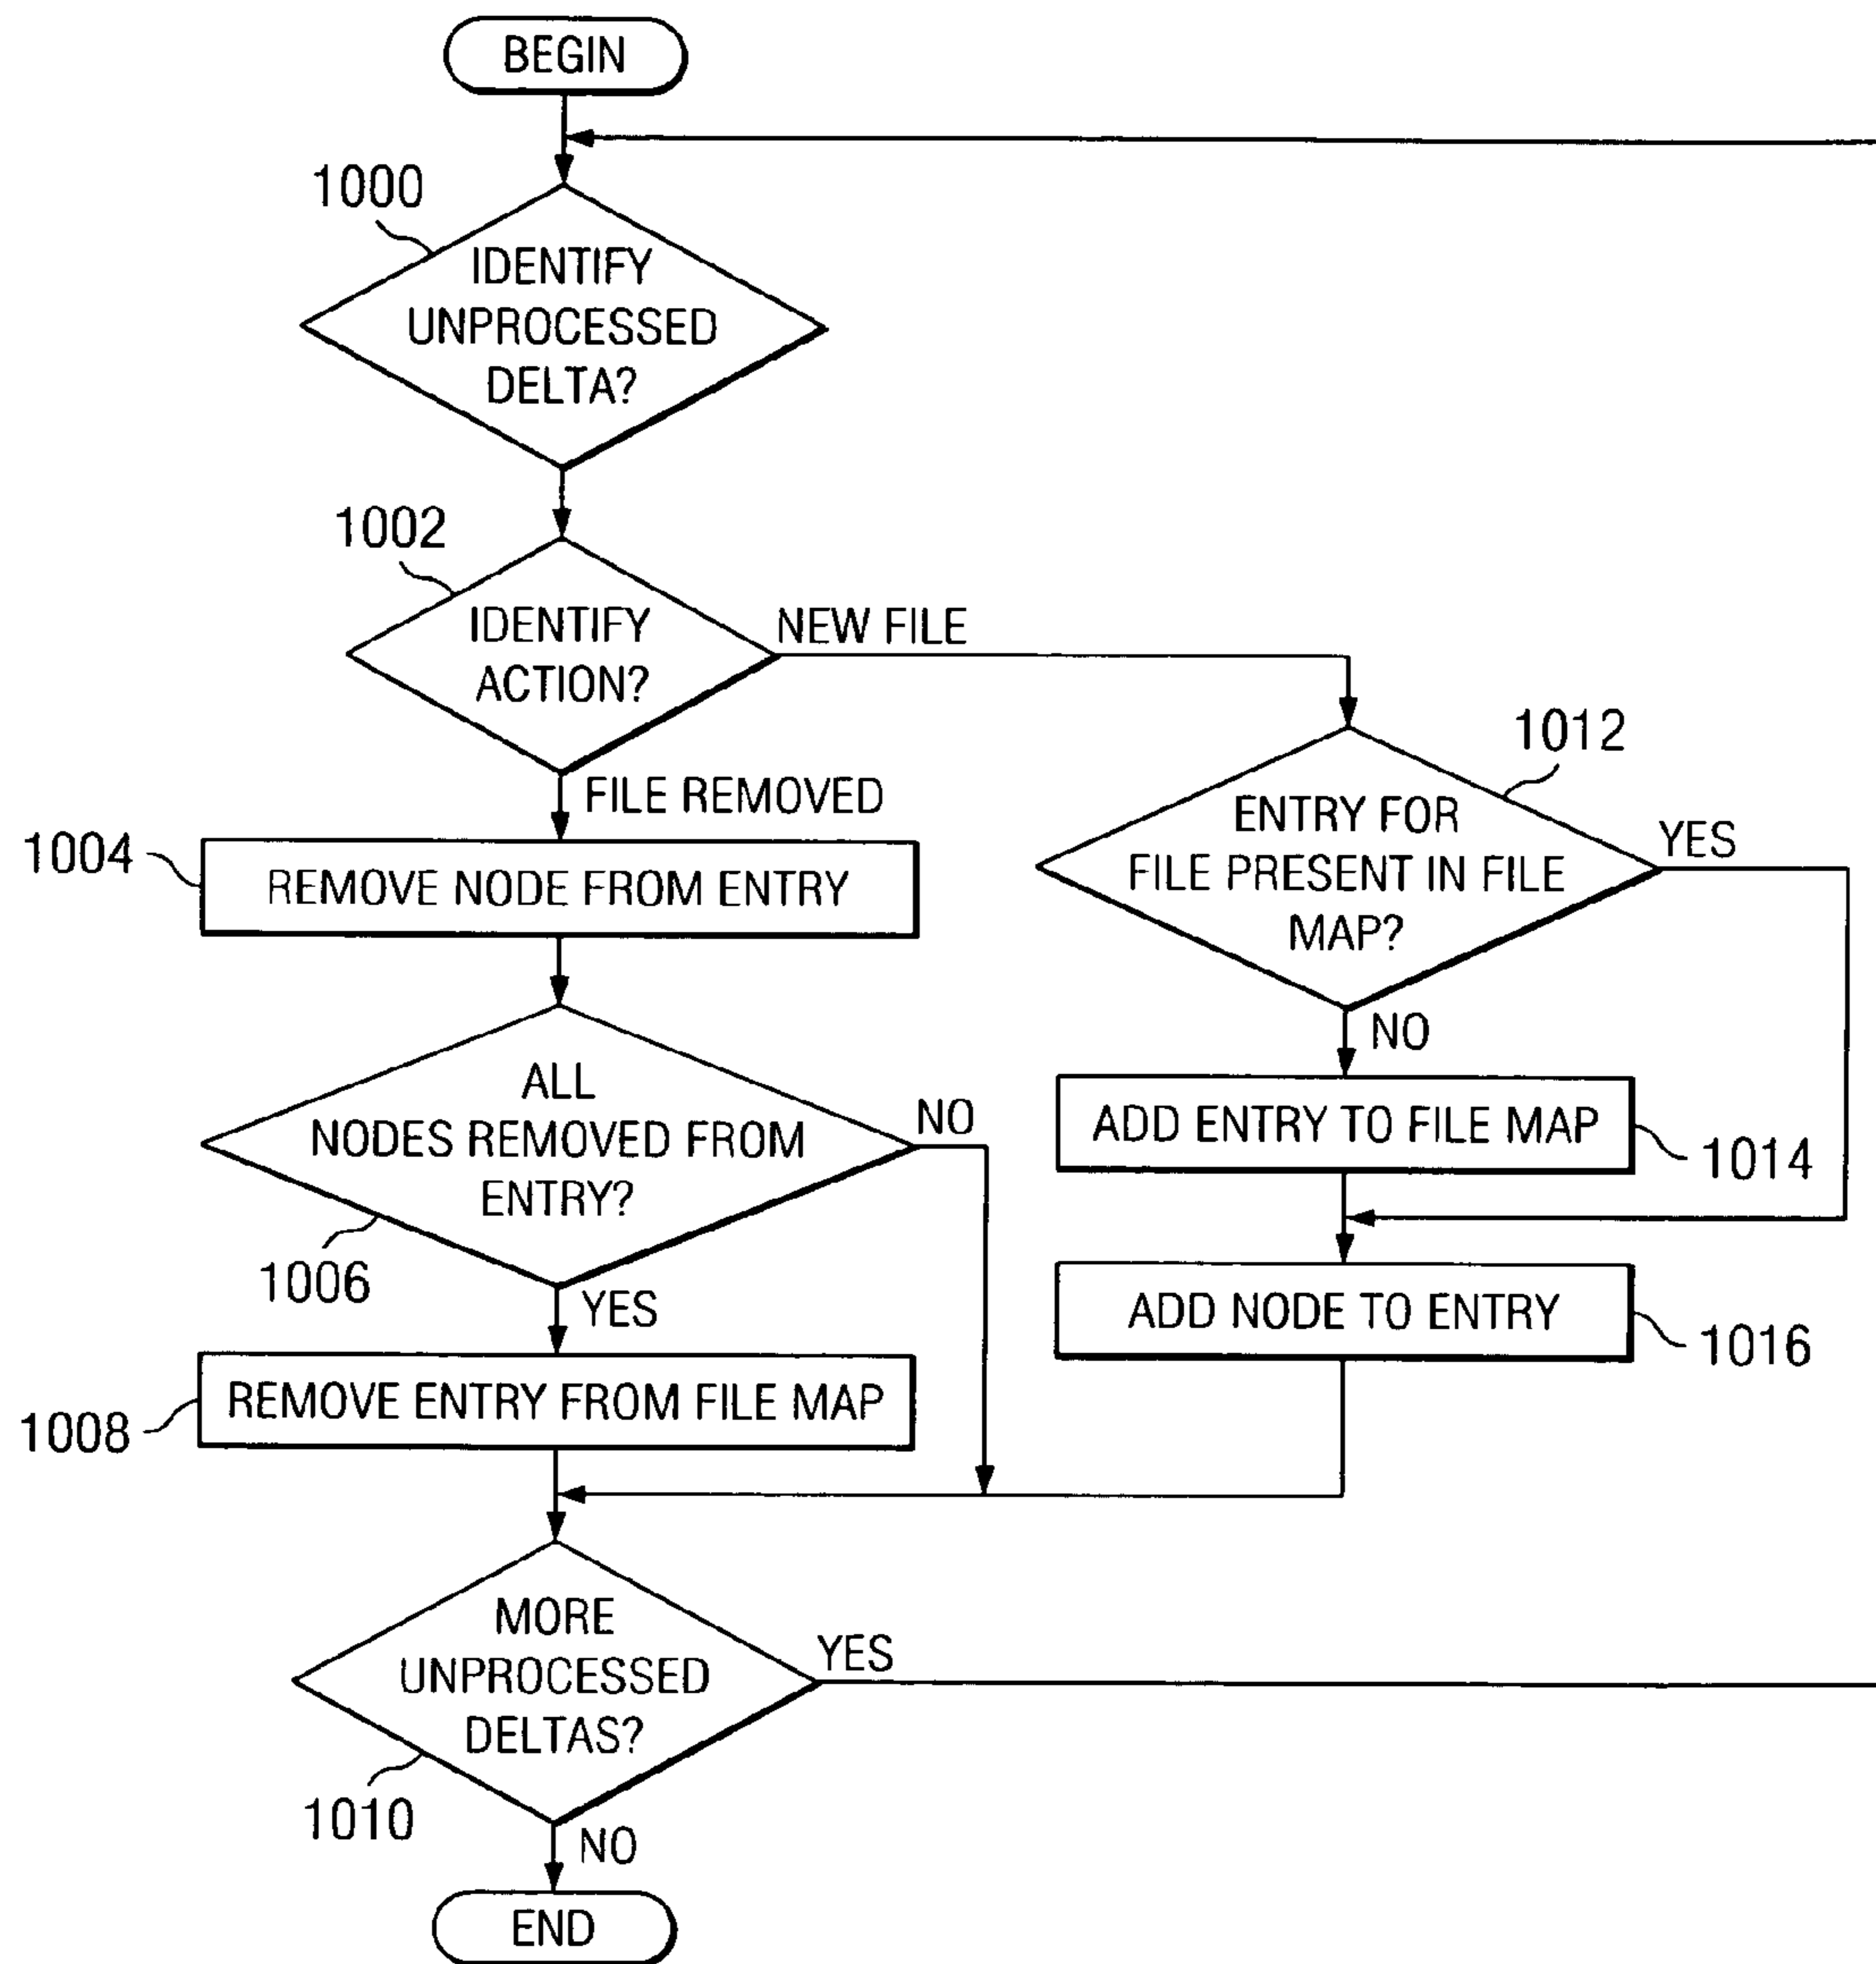 BEGIN
1000
IDENTIFY
UNPROCESSED
DELTA?
1002
IDENTIFY
ACTION?
NEW FILE
FILE REMOVED
1004
REMOVE NODE FROM ENTRY
ALL
NODES REMOVED FROM
ENTRY?
NO
1006
YES
1008
REMOVE ENTRY FROM FILE MAP
1012
ENTRY FOR
FILE PRESENT IN FILE
MAP?
YES
NO
ADD ENTRY TO FILE MAP
1014
ADD NODE TO ENTRY
1016
MORE
UNPROCESSED
DELTAS?
YES
1010
NO
END